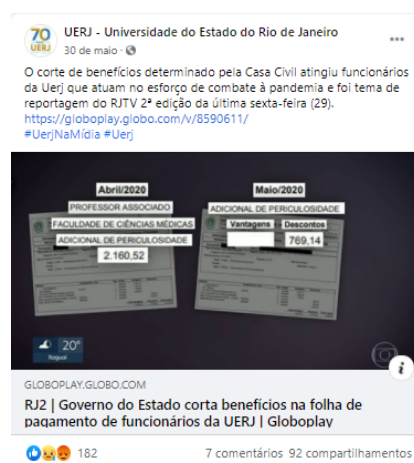 70
UERJ
UERJ - Universidade do Estado do Rio de Janeiro
30 de maio ·
...
O corte de benefícios determinado pela Casa Civil atingiu funcionários
da Uerj que atuam no esforço de combate à pandemia e foi tema de
reportagem do RJTV 2ª edição da última sexta-feira (29).
https://globoplay.globo.com/v/8590611/
#UerjNaMídia #Uerj
Abril/2020
PROFESSOR ASSOCIADO
FACULDADE DE CIÊNCIAS MÉDICAS
ADICIONAL DE PERICULOSIDADE
2.160,52
Maio/2020
ADICIONAL DE PERICULOSIDADE
Vantagens Descontos
769,14
20°
i
GLOBOPLAY.GLOBO.COM
RJ2 | Governo do Estado corta benefícios na folha de
pagamento de funcionários da UERJ | Globoplay
182
7 comentários 92 compartilhamentos